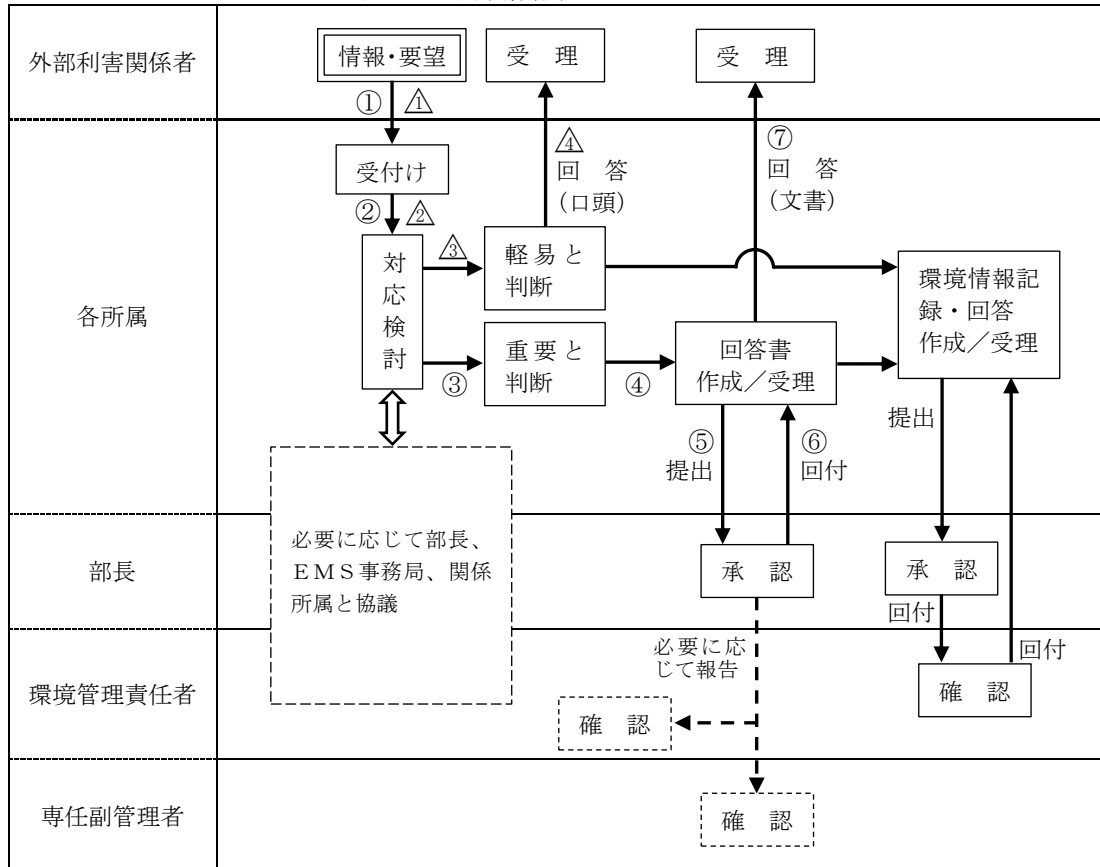 外部利害関係者
情報・要望
受 理
受 理
① 1
各所属
受付け
② 2
4
回 答
（口頭）
⑦
回 答
（文書）
対応検討
3
軽易と
判断
③
重要と
判断
④
回答書
作成／受理
環境情報記
録・回答
作成／受理
⑤
提出
⑥
回付
提出
必要に応じて部長、
ＥＭＳ事務局、関係
所属と協議
部長
承 認
承 認
回付
環境管理責任者
必要に応
じて報告
回付
確 認
確 認
専任副管理者
確 認